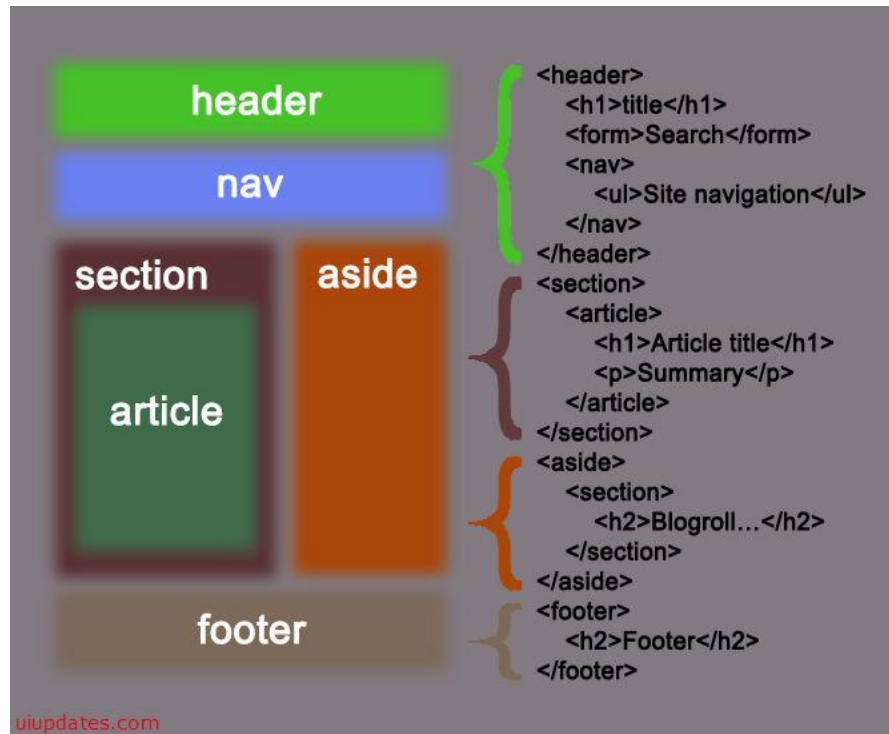 header
nav
section
aside
article
footer
<header>
<h1>title</h1>
<form>Search</form>
<nav>
<ul>Site navigation</ul>
</nav>
</header>
<section>
<article>
<h1>Article title</h1>
<p>Summary</p>
</article>
</section>
<aside>
<section>
<h2>Blogroll…</h2>
</section>
</aside>
<footer>
<h2>Footer</h2>
</footer>
uiupdates.com